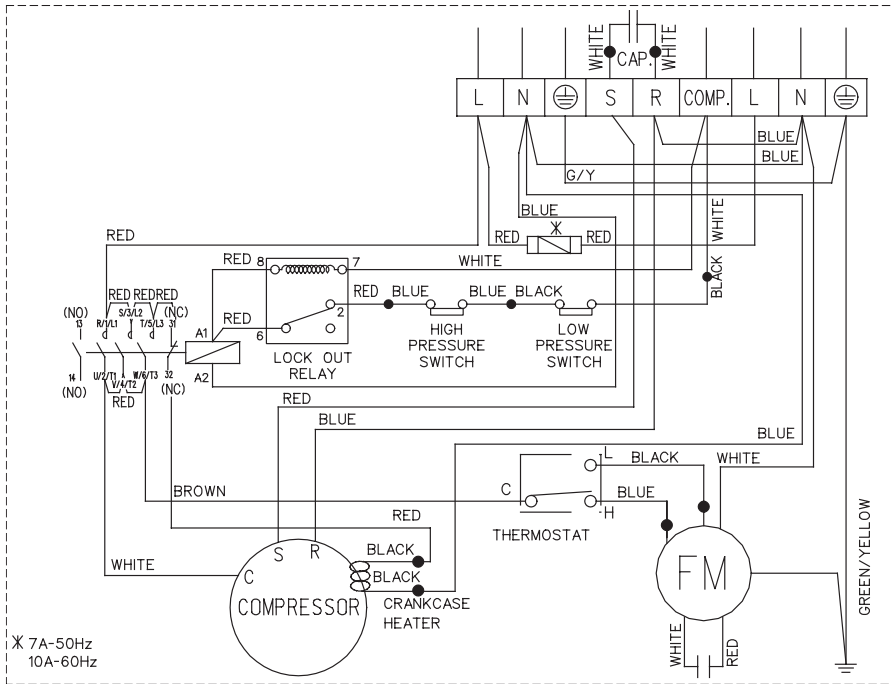 WHITE WHITE
CAP.
L N S R COMP. L N
BLUE
BLUE
G/Y
BLUE
RED RED
WHITE
BLACK
RED
RED 8 7 WHITE
RED BLUE BLUE BLACK
2
RED
6
HIGH
PRESSURE
SWITCH
LOW
PRESSURE
SWITCH
LOCK OUT
RELAY
RED S/3/L2 RED RED
(NO) (NC)
13 R/1/L1 T/5/L3 31
A1
A2
14 U/2/T1 V/4/T2 W/6/T3 32
(NO) (NC)
RED
RED
BLUE
BLUE
L
BLACK
WHITE
C
BLUE
H
THERMOSTAT
BROWN
RED
WHITE
S R
C
BLACK
BLACK
COMPRESSOR
CRANKCASE
HEATER
FM
WHITE
RED
GREEN/YELLOW
7A-50Hz
10A-60Hz